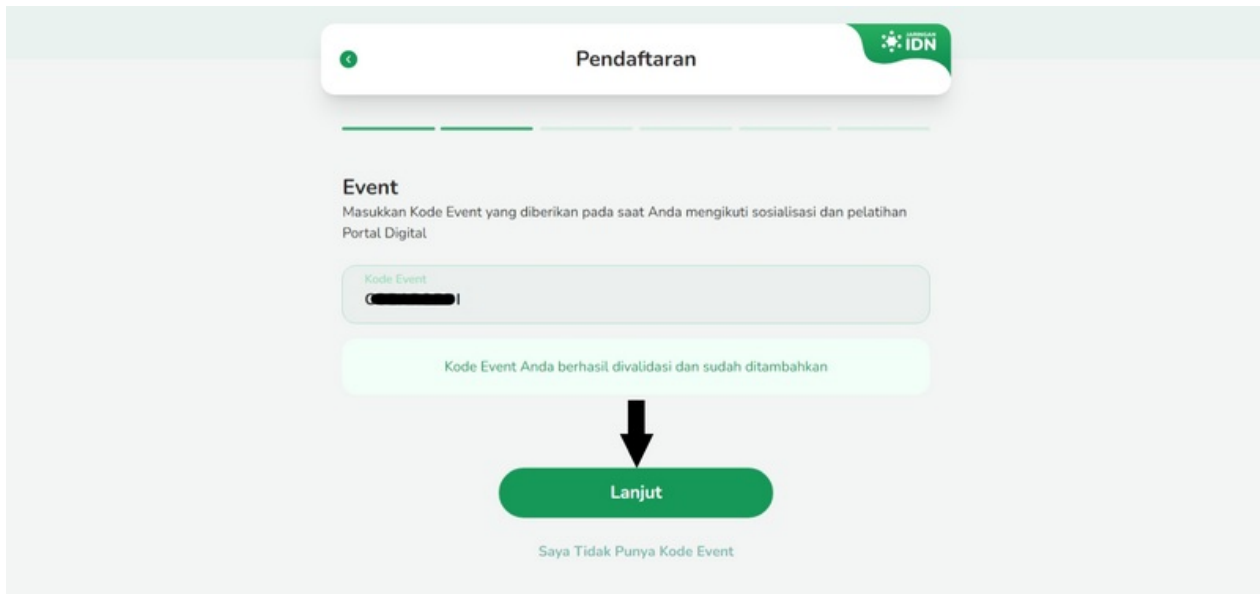 Pendaftaran
JARINGAN
IDN
Event
Masukkan Kode Event yang diberikan pada saat Anda mengikuti sosialisasi dan pelatihan
Portal Digital
Kode Event
Kode Event Anda berhasil divalidasi dan sudah ditambahkan
Lanjut
Saya Tidak Punya Kode Event